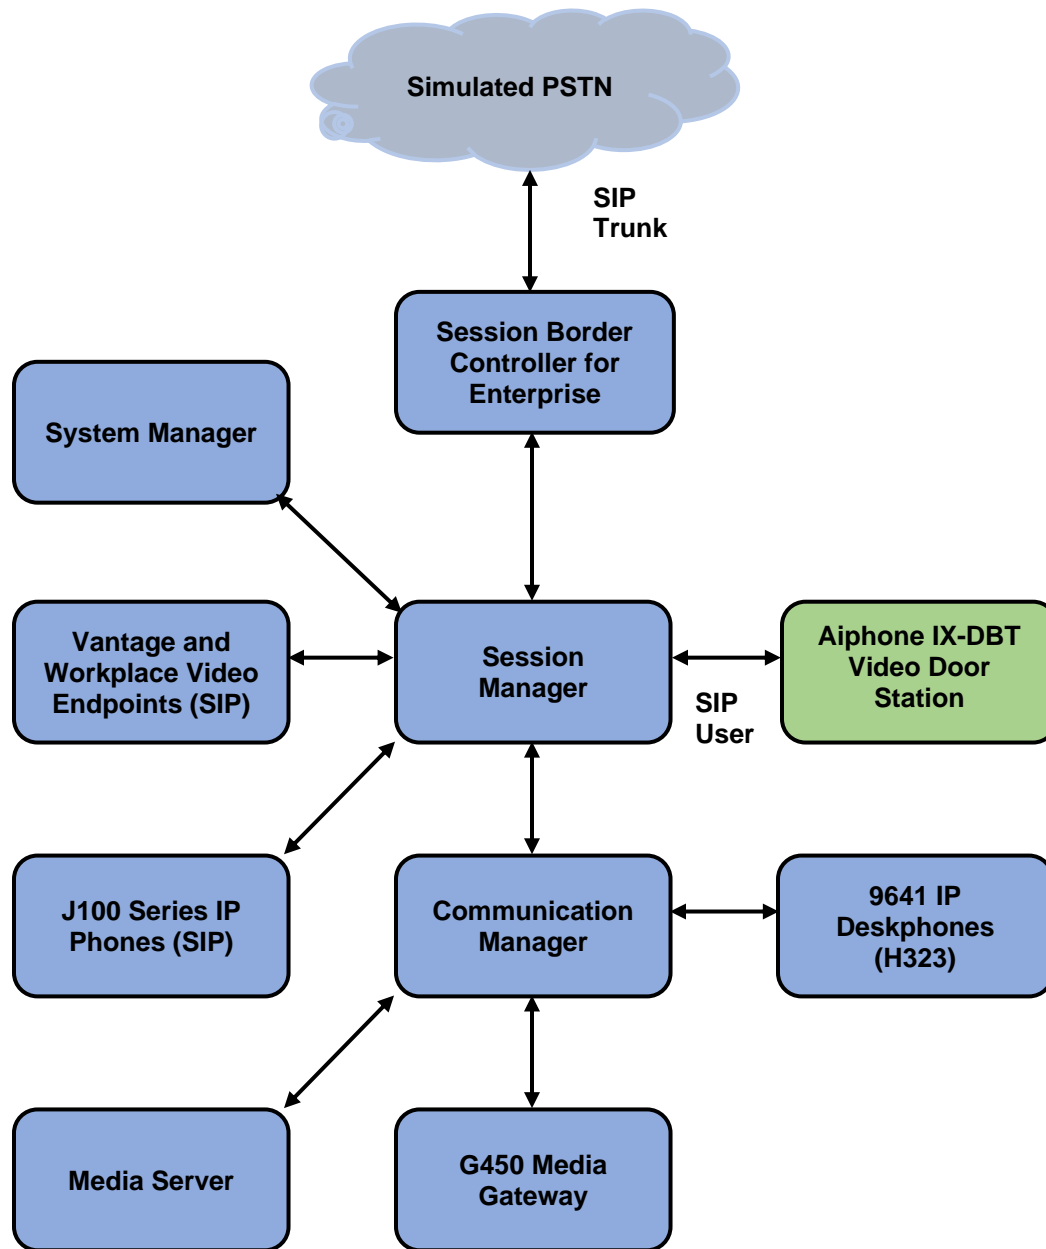 Simulated PSTN
SIP
Trunk
Session Border
Controller for
Enterprise
System Manager
Vantage and
Workplace Video
Endpoints (SIP)
Session
Manager
Aiphone IX-DBT
Video Door
Station
SIP
User
J100 Series IP
Phones (SIP)
Communication
Manager
9641 IP
Deskphones
(H323)
Media Server
G450 Media
Gateway